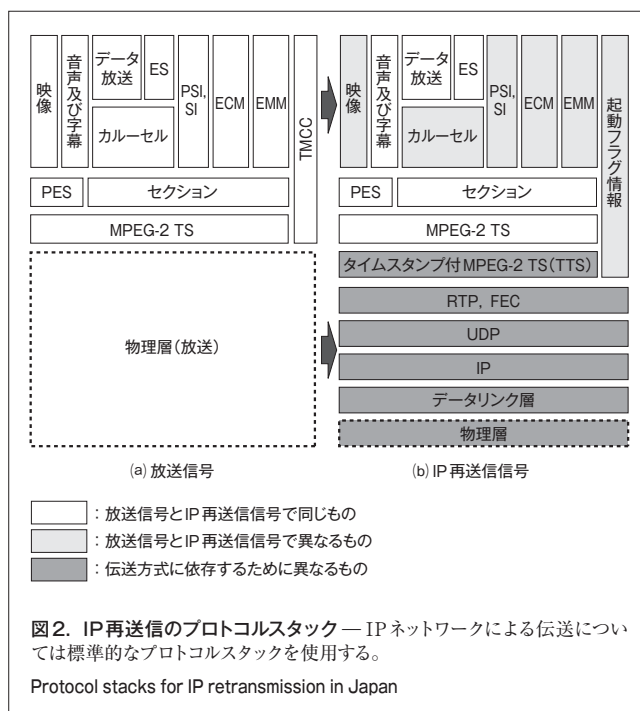 映像
音声及び字幕
データ放送
ES
カルーセル
PSI, SI
ECM
EMM
TMCC
PES
セクション
MPEG-2 TS
物理層(放送)
(a) 放送信号
映像
音声及び字幕
データ放送
ES
カルーセル
PSI, SI
ECM
EMM
起動フラグ情報
PES
セクション
MPEG-2 TS
タイムスタンプ付MPEG-2 TS(TTS)
RTP, FEC
UDP
IP
データリンク層
物理層
(b) IP再送信信号
：放送信号とIP再送信信号で同じもの
：放送信号とIP再送信信号で異なるもの
：伝送方式に依存するために異なるもの
図2. IP再送信のプロトコルスタック — IPネットワークによる伝送につい
ては標準的なプロトコルスタックを使用する。
Protocol stacks for IP retransmission in Japan